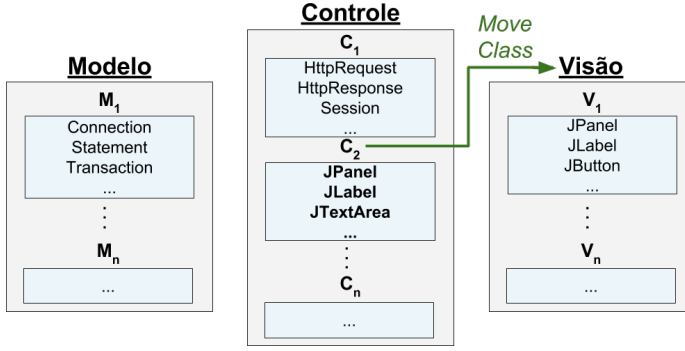 Modelo
M1
Connection
Statement
Transaction
...
Mn
...
Controle
C1
HttpRequest
HttpResponse
Session
...
C2
JPanel
JLabel
JTextArea
...
Cn
...
Move
Class
Visão
V1
JPanel
JLabel
JButton
...
Vn
...